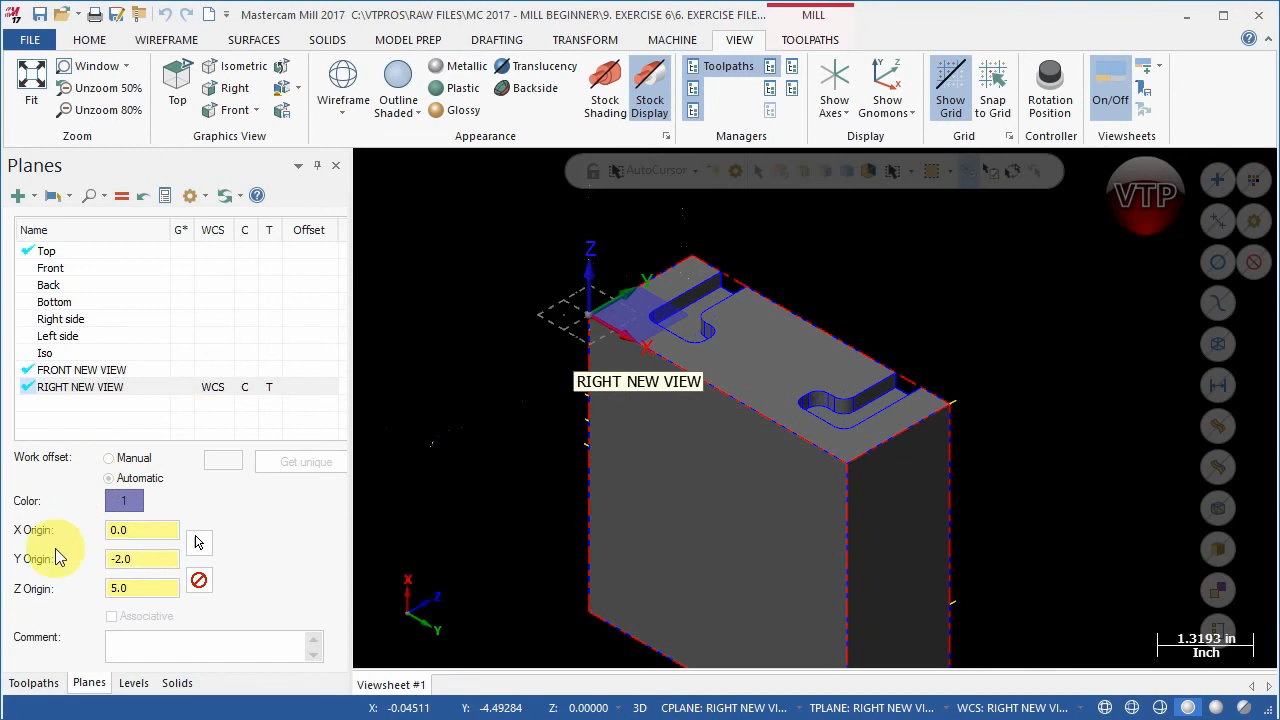 Mastercam Mill 2017 C:\VTPROS\RAW FILES\MC 2017 - MILL BEGINNER\9. EXERCISE 6\6. EXERCISE FILE... MILL
FILE HOME WIREFRAME SURFACES SOLIDS MODEL PREP DRAFTING TRANSFORM MACHINE VIEW TOOLPATHS
Fit
Window
Unzoom 50%
Unzoom 80%
Zoom
Top
Isometric
Right
Front
Graphics View
Wireframe
Outline
Shaded
Metallic
Plastic
Glossy
Translucency
Backside
Appearance
Stock
Shading
Stock
Display
Toolpaths
Managers
Show
Axes
Show
Gnomons
Display
Show
Grid
Snap
to Grid
Grid
Rotation
Position
Controller
On/Off
Viewsheets
Planes
Name G* WCS C T Offset
Top
Front
Back
Bottom
Right side
Left side
Iso
FRONT NEW VIEW
RIGHT NEW VIEW WCS C T
Work offset: Manual Get unique
Automatic
Color: 1
X Origin: 0.0
Y Origin: -2.0
Z Origin: 5.0
Associative
Comment:
Toolpaths Planes Levels Solids
AutoCursor
VTP
Z
Y
X
RIGHT NEW VIEW
X
Z
Y
1.3193 in
Inch
Viewsheet #1
X: -0.04511 Y: -4.49284 Z: 0.00000 3D CPLANE: RIGHT NEW VI... TPLANE: RIGHT NEW VI... WCS: RIGHT NEW VI...